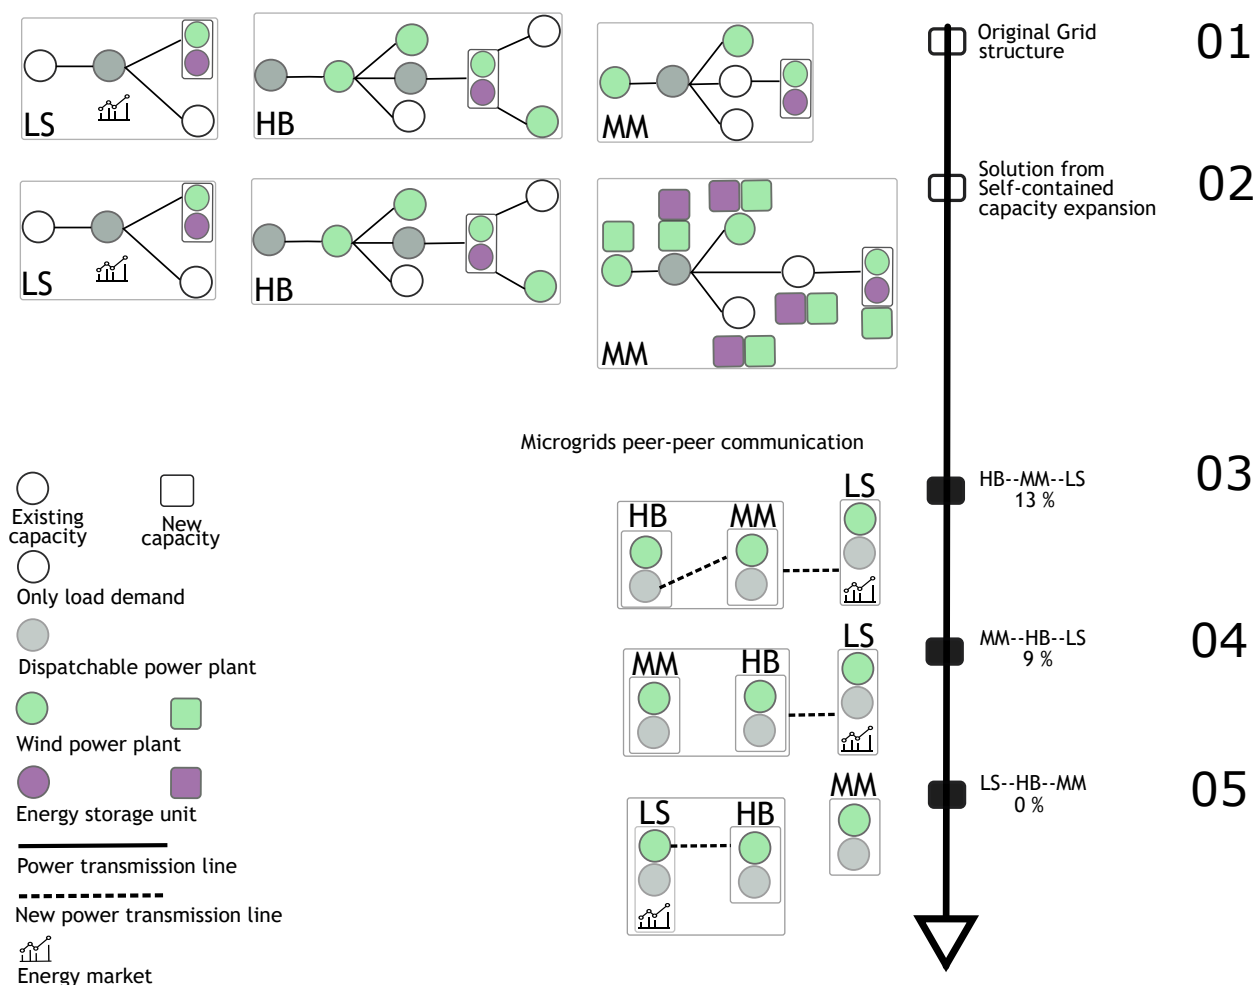 LS
HB
MM
Original Grid
structure
01
LS
HB
MM
Solution from
Self-contained
capacity expansion
02
Microgrids peer-peer communication
HB
MM
LS
HB--MM--LS
13 %
03
MM
HB
LS
MM--HB--LS
9 %
04
LS
HB
MM
LS--HB--MM
0 %
05
Existing
capacity
New
capacity
Only load demand
Dispatchable power plant
Wind power plant
Energy storage unit
Power transmission line
New power transmission line
Energy market